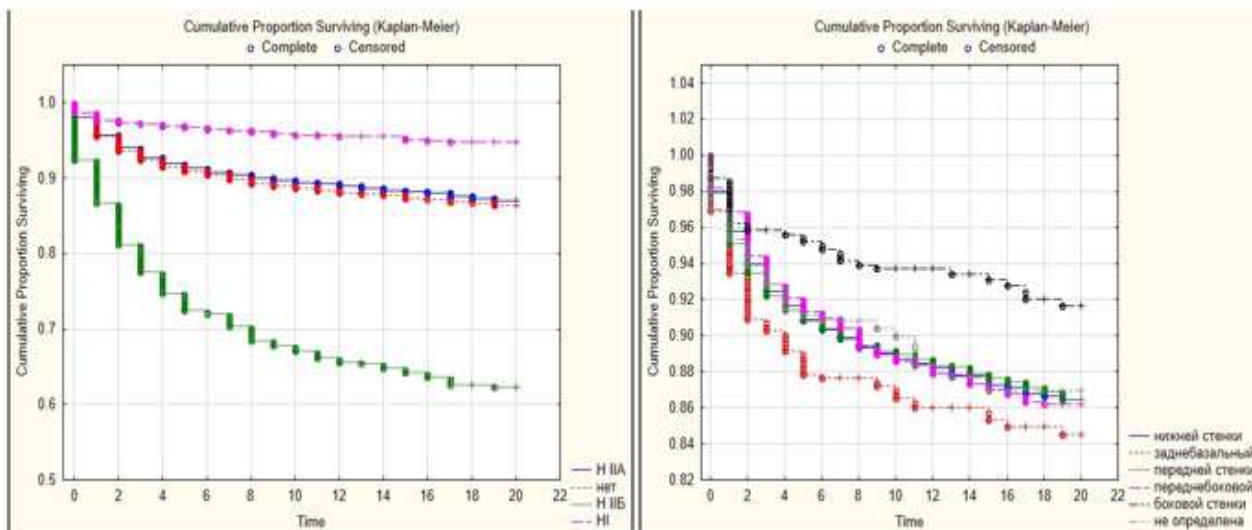 Cumulative Proportion Surviving (Kaplan-Meier)
Complete Censored
Cumulative Proportion Surviving
1.0
0.9
0.8
0.7
0.6
0.5
0 2 4 6 8 10 12 14 16 18 20 22
Time
Н IIА
нет
Н IIБ
HI
Cumulative Proportion Surviving (Kaplan-Meier)
Complete Censored
Cumulative Proportion Surviving
1.04
1.02
1.00
0.98
0.96
0.94
0.92
0.90
0.88
0.86
0.84
0.82
0 2 4 6 8 10 12 14 16 18 20 22
Time
нижней стенки
заднебазальный
передней стенки
переднебоковой
боковой стенки
не определена